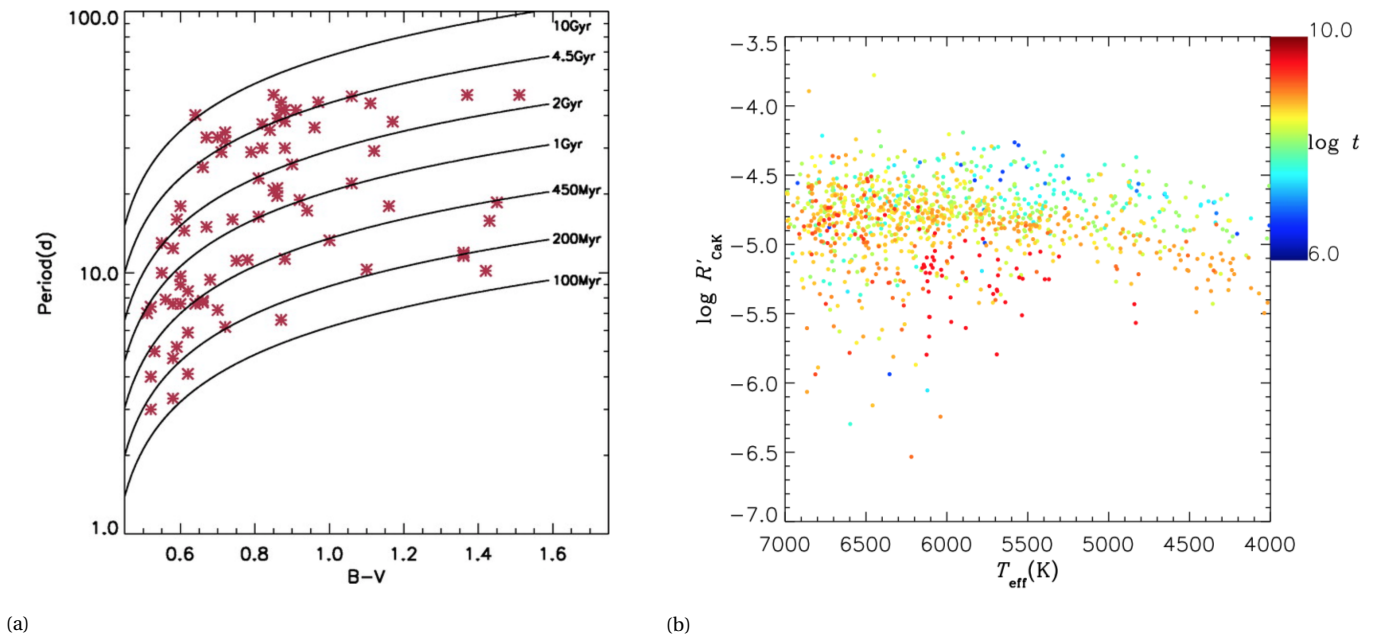 100.0
10.0
1.0
Period(d)
10Gyr
4.5Gyr
2Gyr
1Gyr
450Myr
200Myr
100Myr
0.6 0.8 1.0 1.2 1.4 1.6
B-V
(a)
−3.5
−4.0
−4.5
−5.0
−5.5
−6.0
−6.5
−7.0
log R′CaK
7000 6500 6000 5500 5000 4500 4000
Teff(K)
10.0
log t
6.0
(b)